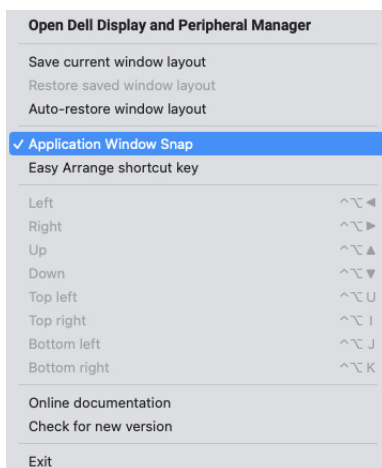 Open Dell Display and Peripheral Manager
Save current window layout
Restore saved window layout
Auto-restore window layout
✓ Application Window Snap
Easy Arrange shortcut key
Left ^⌥◀
Right ^⌥▶
Up ^⌥▲
Down ^⌥▼
Top left ^⌥U
Top right ^⌥I
Bottom left ^⌥J
Bottom right ^⌥K
Online documentation
Check for new version
Exit